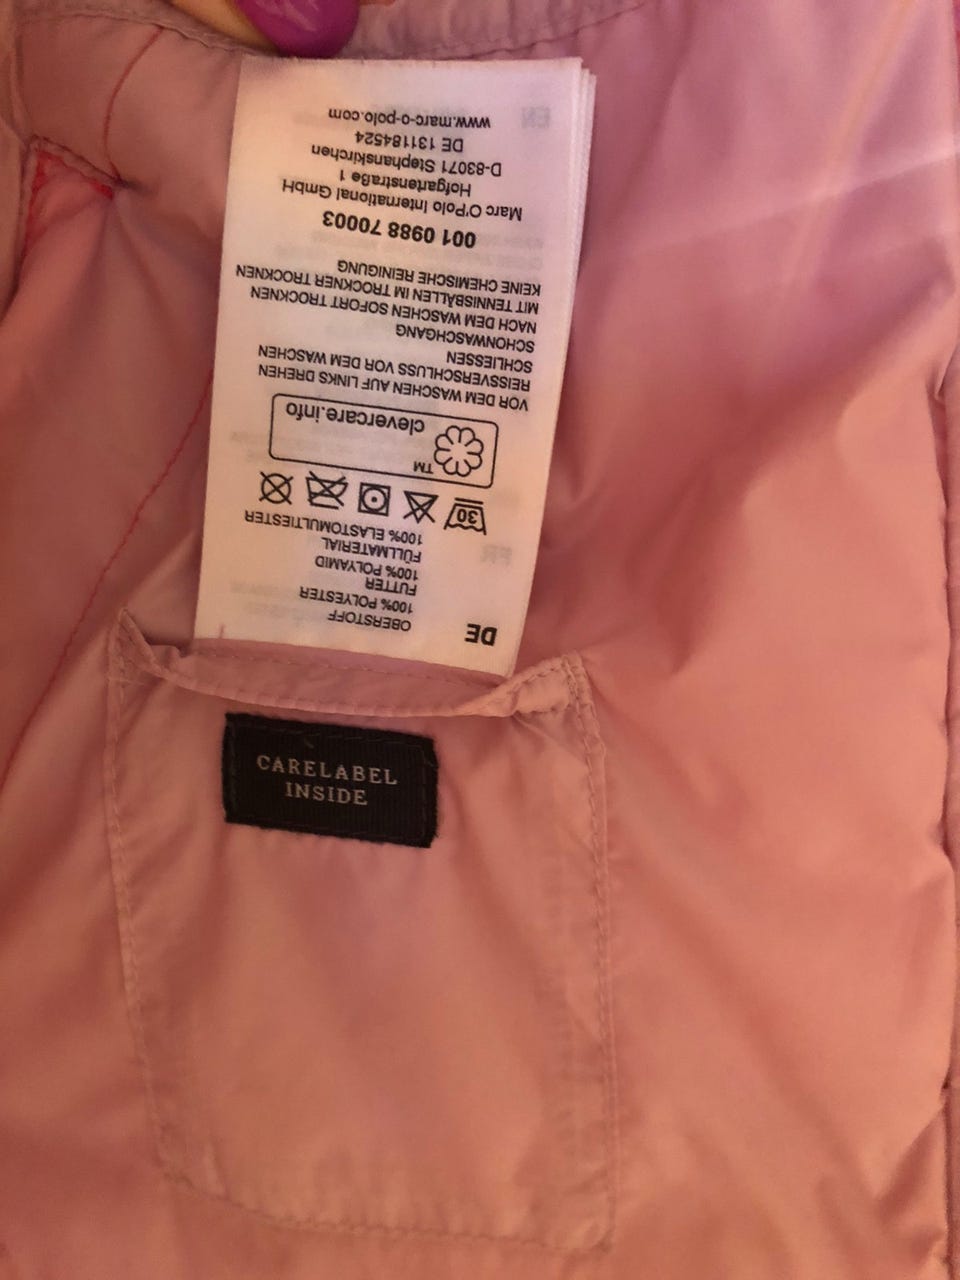 DE
OBERSTOFF
100% POLYESTER
FUTTER
100% POLYAMID
FÜLLMATERIAL
100% ELASTOMULTIESTER
30
TM
clevercare.info
VOR DEM WASCHEN AUF LINKS DREHEN
REISSVERSCHLUSS VOR DEM WASCHEN
SCHLIESSEN
SCHONWASCHGANG
NACH DEM WASCHEN SOFORT TROCKNEN
MIT TENNISBÄLLEN IM TROCKNER TROCKNEN
KEINE CHEMISCHE REINIGUNG
001 0988 70003
Marc O'Polo International GmbH
Hofgartenstraße 1
D-83071 Stephanskirchen
DE 131184524
www.marc-o-polo.com
CARELABEL
INSIDE